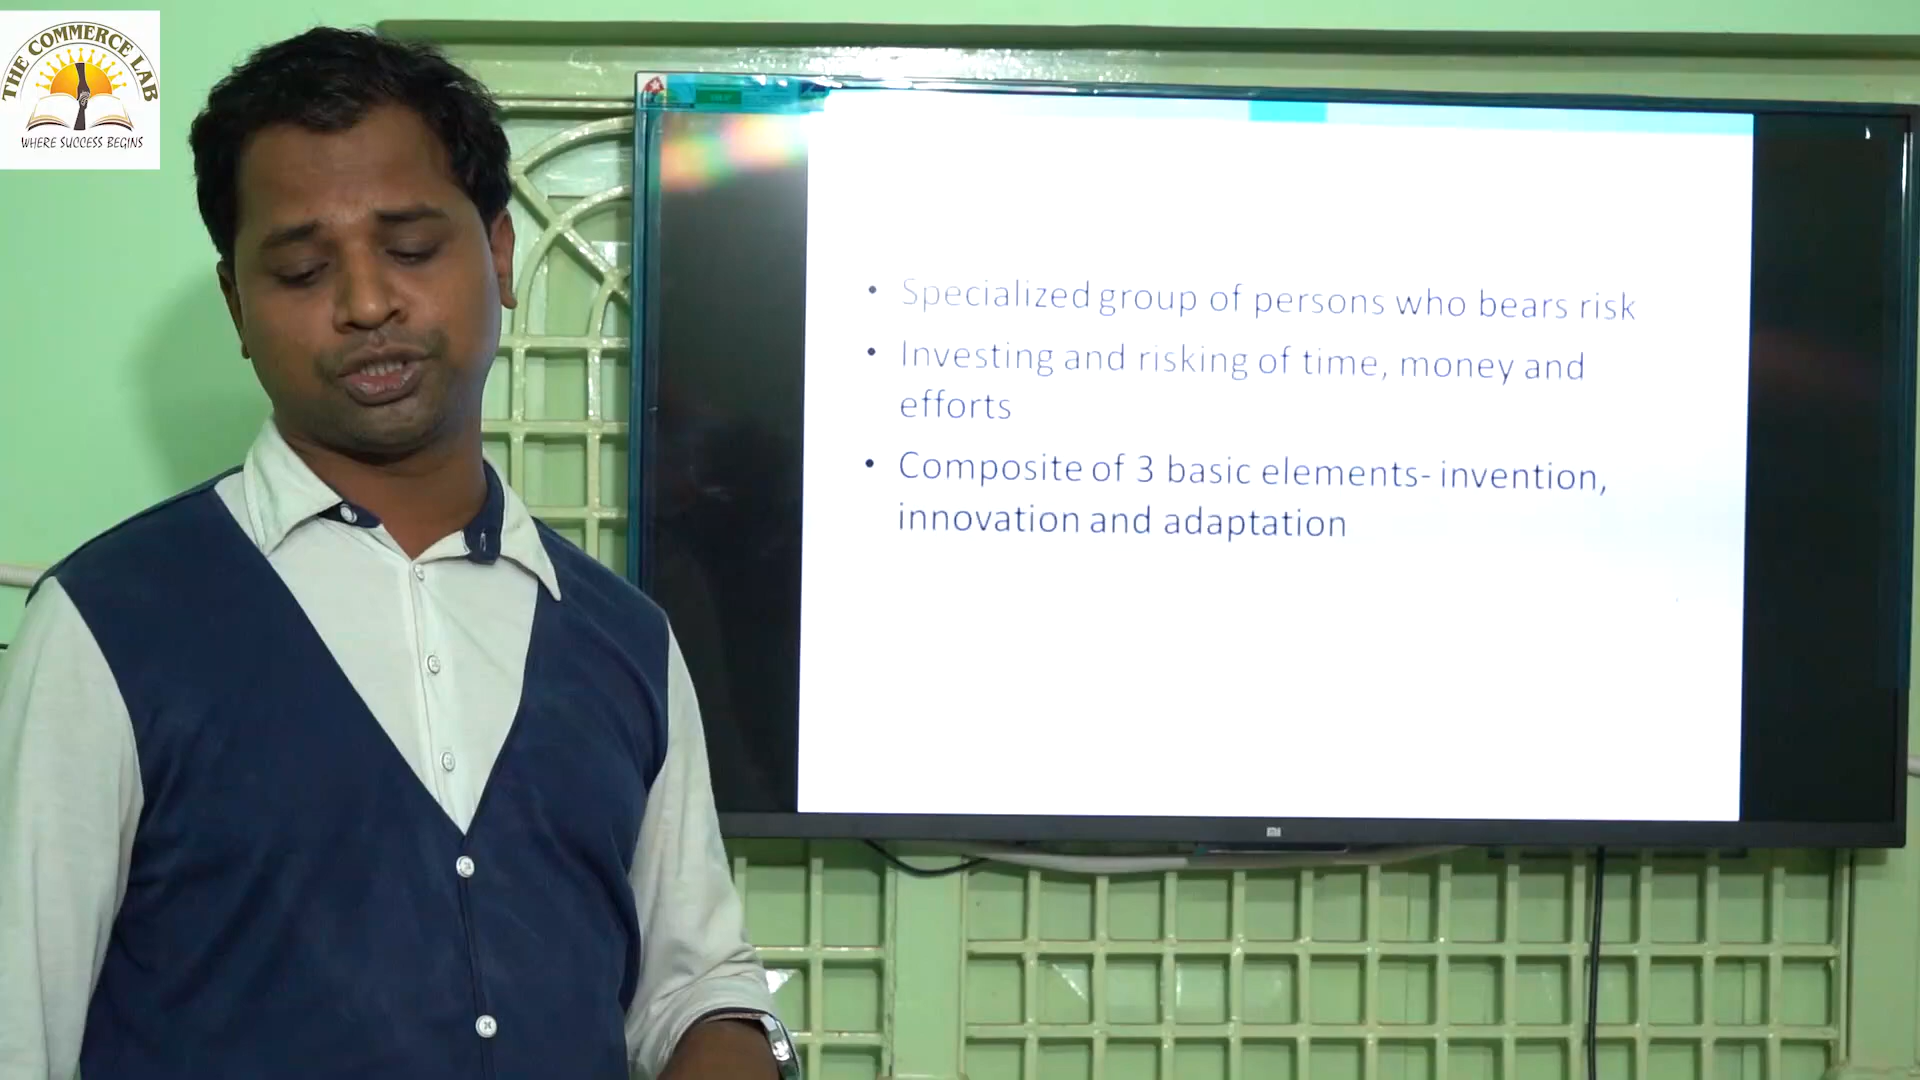 THE COMMERCE LAB
WHERE SUCCESS BEGINS
• Specialized group of persons who bears risk
• Investing and risking of time, money and
efforts
• Composite of 3 basic elements- invention,
innovation and adaptation
mi